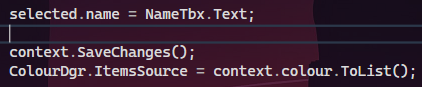 selected.name = NameTbx.Text;
context.SaveChanges();
ColourDgr.ItemsSource = context.colour.ToList();